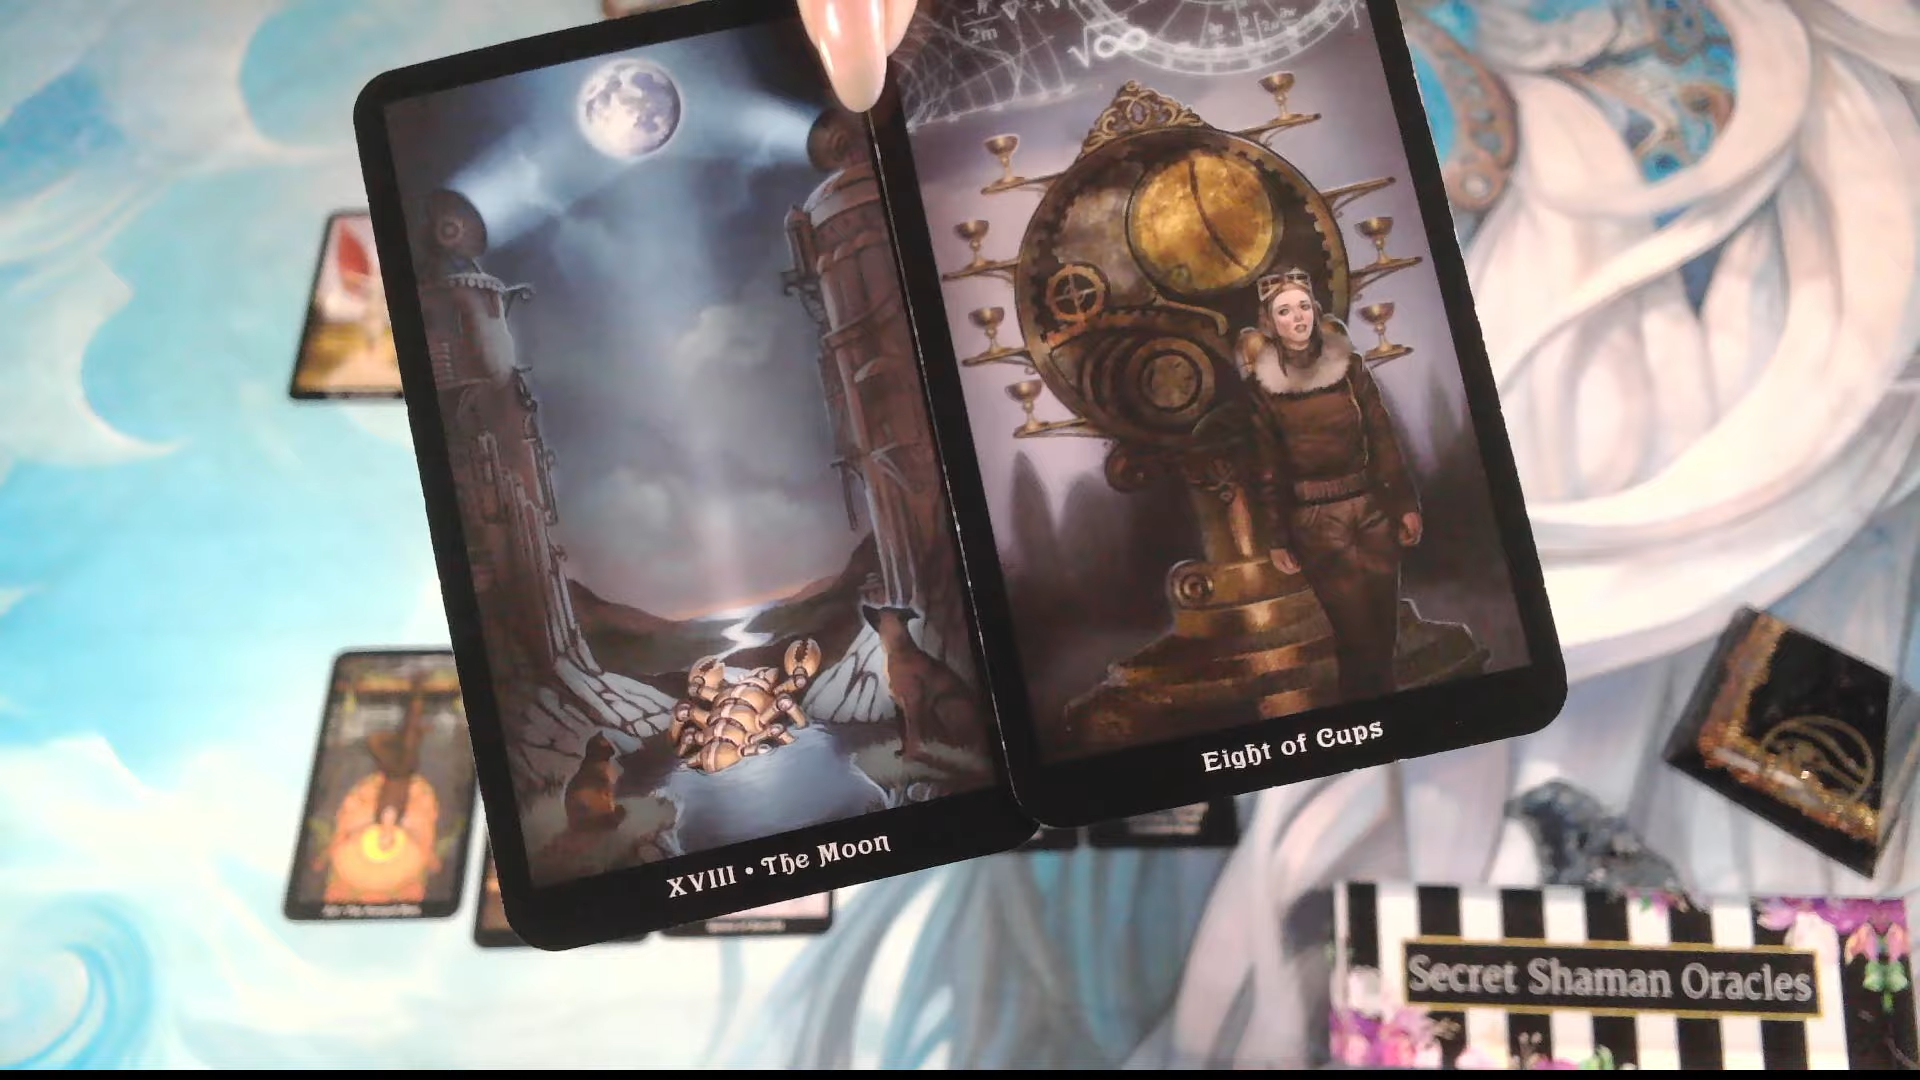 XVIII • The Moon
Eight of Cups
Secret Shaman Oracles